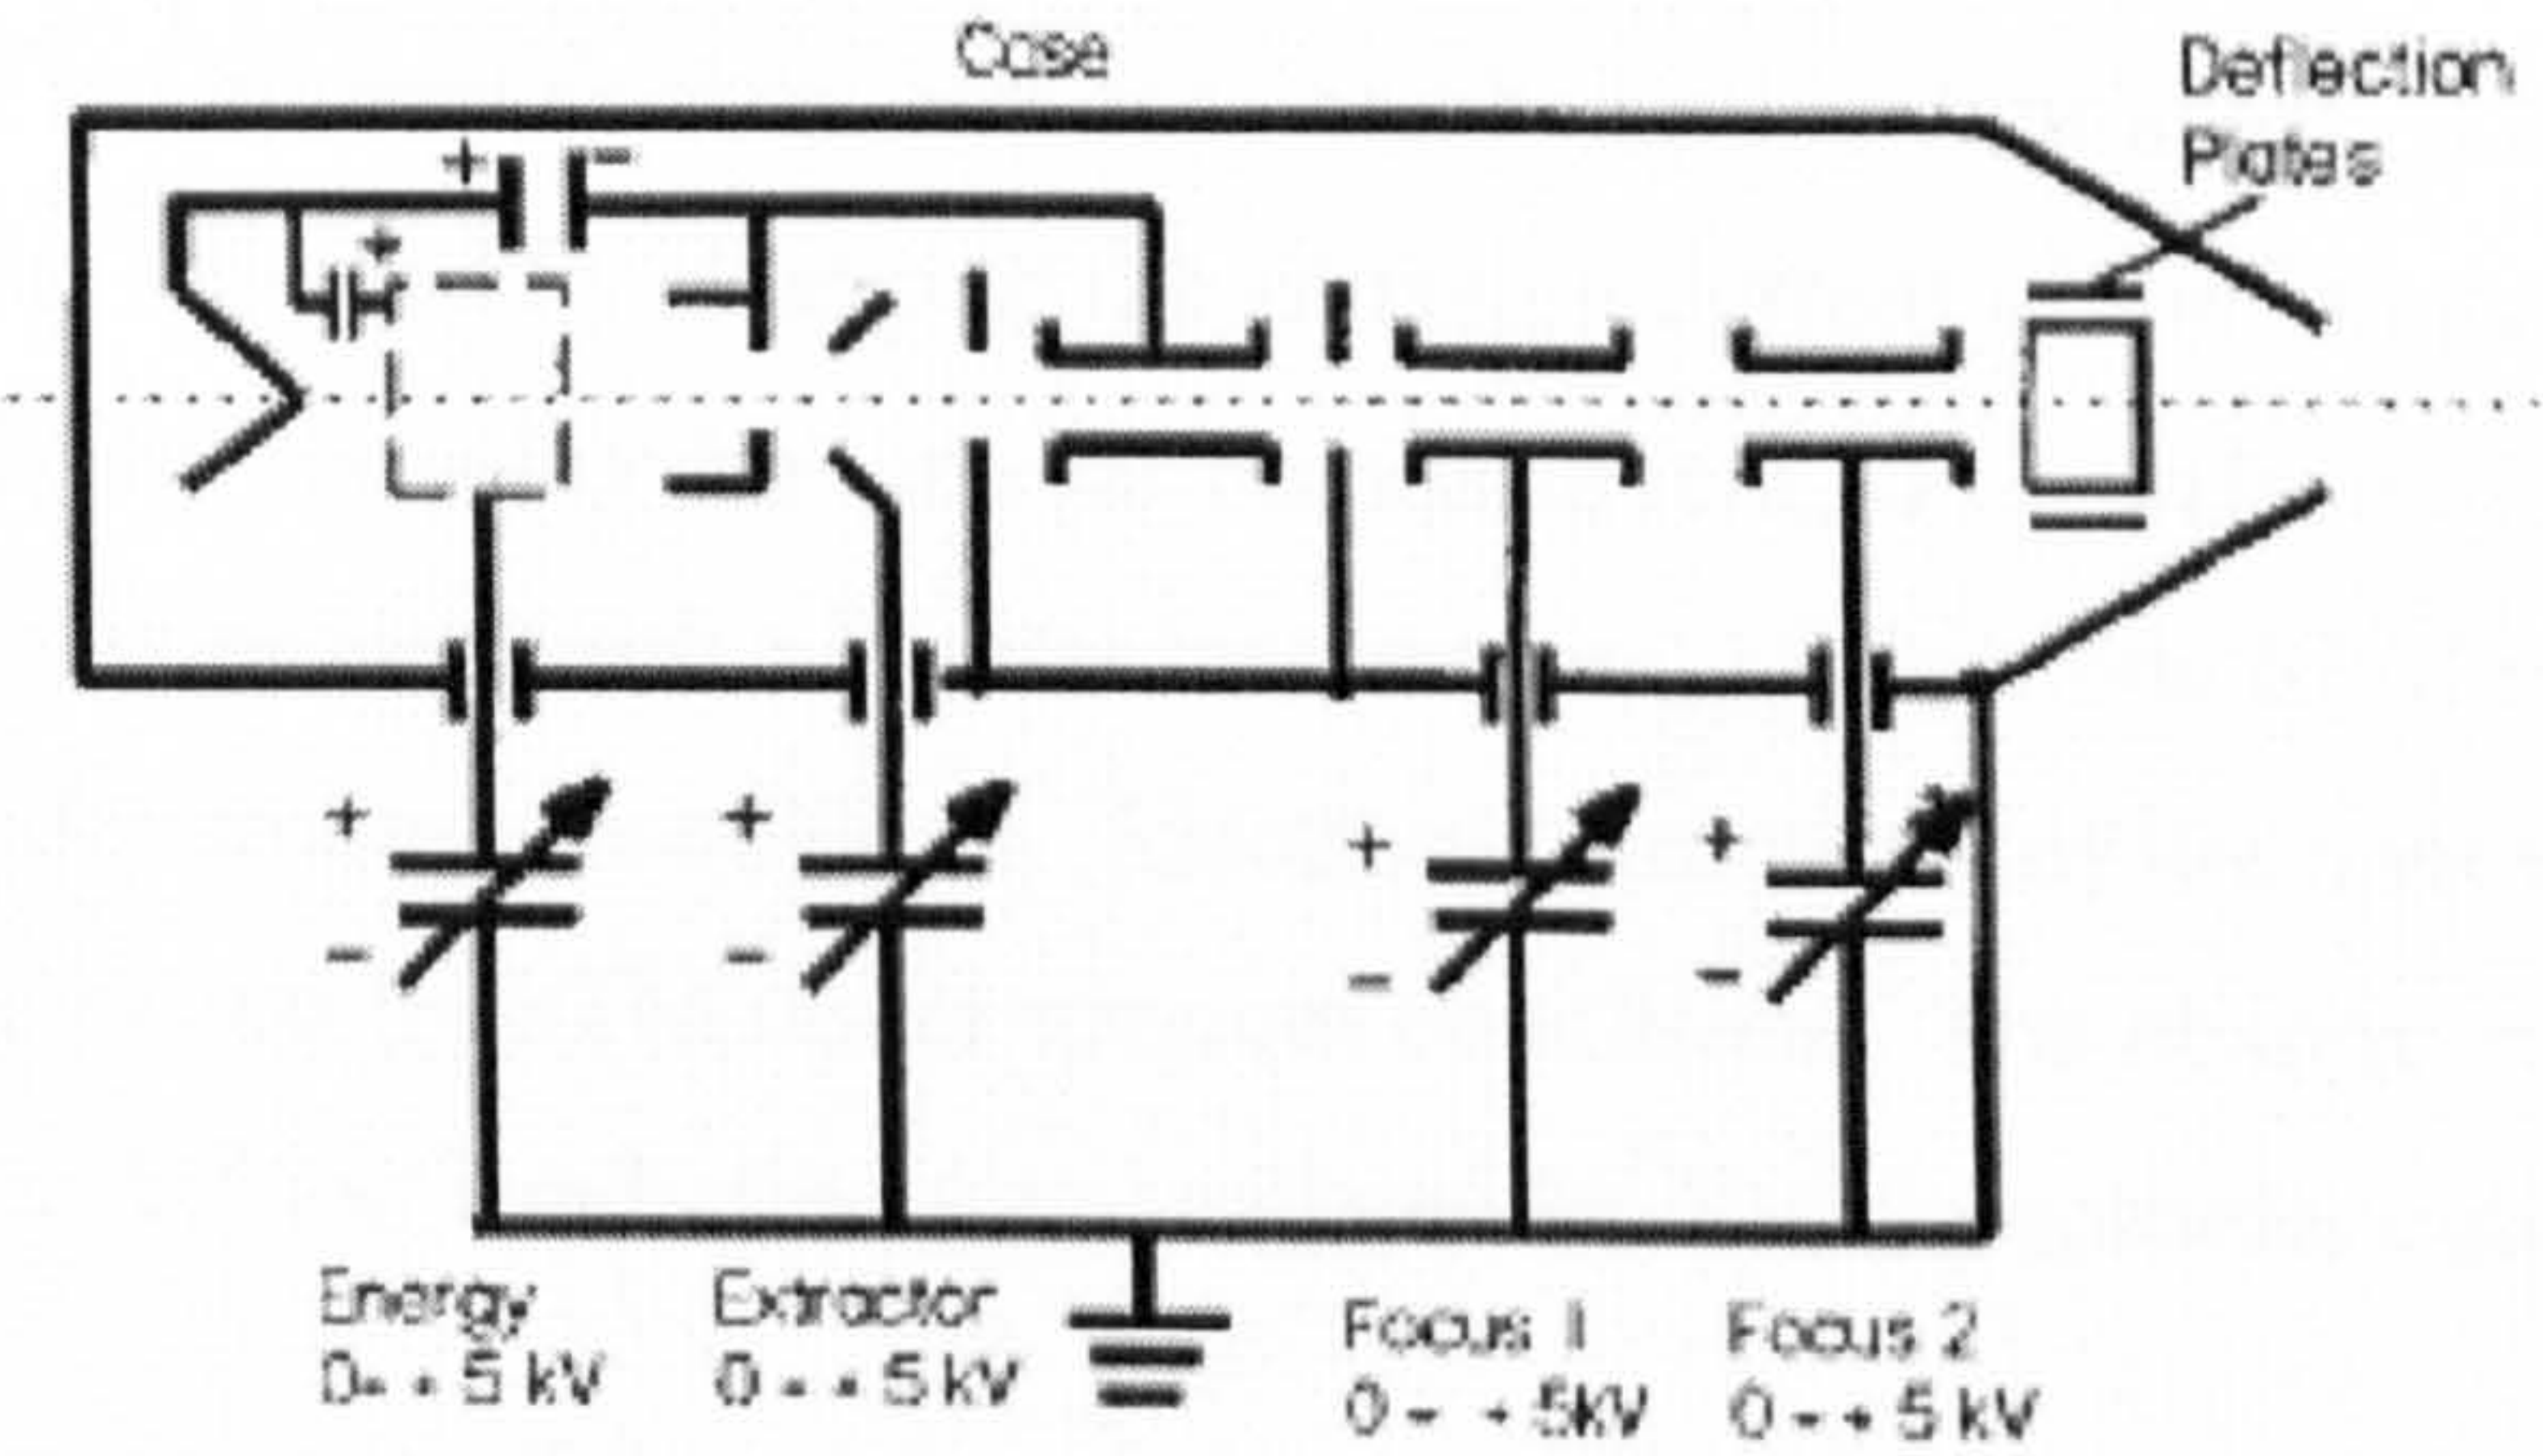 Case
Deflection
Plates
+
-
+
+
-
+
-
+
-
+
-
Energy
0- + 5 kV
Extractor
0 - + 5 kV
Focus 1
0 - + 5kV
Focus 2
0 - + 5 kV